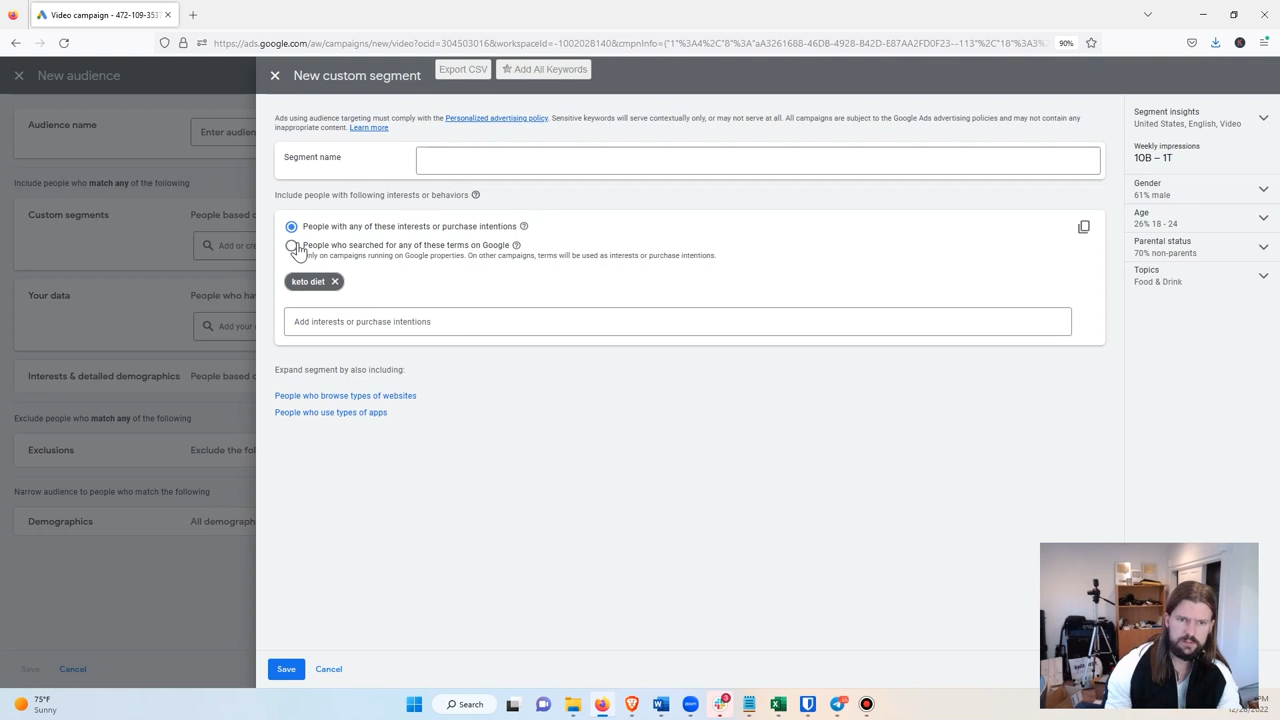 Video campaign - 472-109-353
https://ads.google.com/aw/campaigns/new/video?ocid=304503016&workspaceId=-1002028140&cmpnInfo={"1"%3A4%2C"8"%3A"aA3261688-46DB-4928-B42D-E87AA2FD0F23--113"%2C"18"%3A3%
90%
New audience
New custom segment
Export CSV
Add All Keywords
Ads using audience targeting must comply with the Personalized advertising policy. Sensitive keywords will serve contextually only, or may not serve at all. All campaigns are subject to the Google Ads advertising policies and may not contain any
inappropriate content. Learn more
Segment insights
United States, English, Video
Audience name
Enter audien
Segment name
Weekly impressions
10B – 1T
Include people who match any of the following
Include people with following interests or behaviors
Gender
61% male
Custom segments
People based o
Add or cre
People with any of these interests or purchase intentions
People who searched for any of these terms on Google
Only on campaigns running on Google properties. On other campaigns, terms will be used as interests or purchase intentions.
Age
26% 18 - 24
Parental status
70% non-parents
Topics
Food & Drink
keto diet
Your data
People who hav
Add your
Add interests or purchase intentions
Interests & detailed demographics
People based o
Expand segment by also including:
People who browse types of websites
People who use types of apps
Exclude people who match any of the following
Exclusions
Exclude the fol
Narrow audience to people who match the following
Demographics
All demograph
Save
Cancel
Save
Cancel
75°F
Sunny
Search
3
zoom
PM
12/28/2022